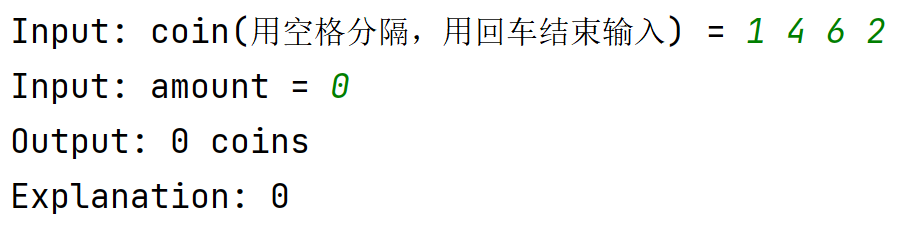 Input: coin(用空格分隔，用回车结束输入) = 1 4 6 2
Input: amount = 0
Output: 0 coins
Explanation: 0